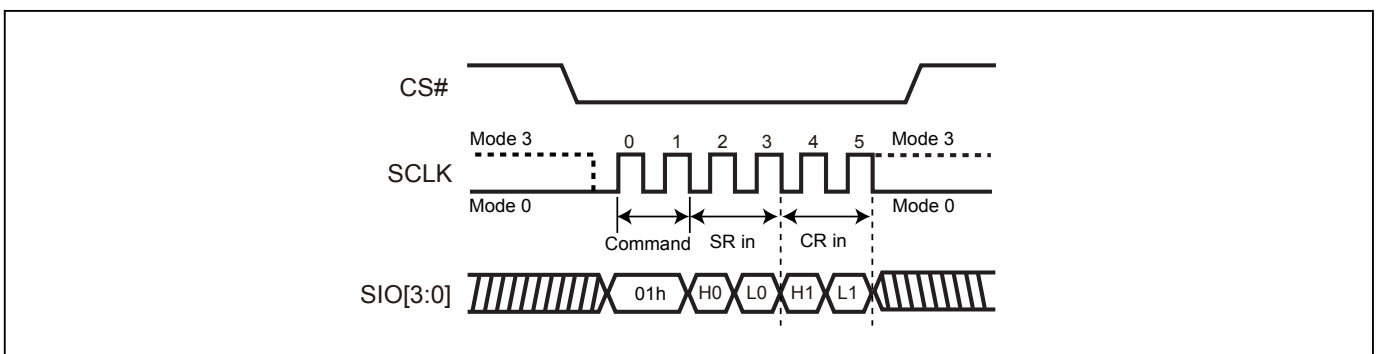 CS#
Mode 3 0 1 2 3 4 5 Mode 3
SCLK
Mode 0 Mode 0
Command SR in CR in
SIO[3:0] 01h H0 L0 H1 L1